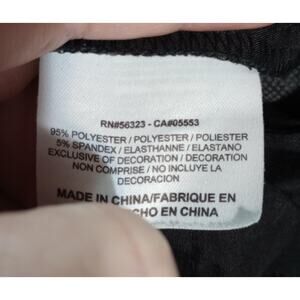 RN#56323 - CA#05553
95% POLYESTER / POLYESTER / POLIESTER
5% SPANDEX / ELASTHANNE / ELASTANO
EXCLUSIVE OF DECORATION / DECORATION
NON COMPRISE / NO INCLUYE LA
DECORACIÓN
MADE IN CHINA/FABRIQUE EN
CHO EN CHINA